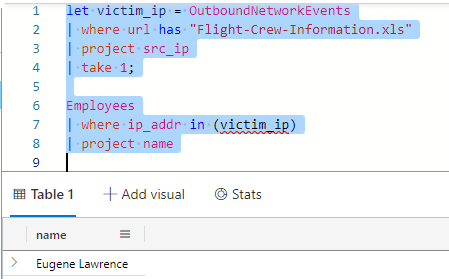 1 let victim_ip = OutboundNetworkEvents
2 | where url has "Flight-Crew-Information.xls"
3 | project src_ip
4 | take 1;
5
6 Employees
7 | where ip_addr in (victim_ip)
8 | project name
9
Table 1 Add visual Stats
name
Eugene Lawrence